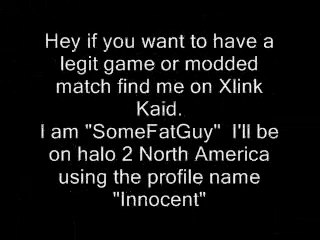 Hey if you want to have a
legit game or modded
match find me on Xlink
Kaid.
I am "SomeFatGuy"  I'll be
on halo 2 North America
using the profile name
"Innocent"